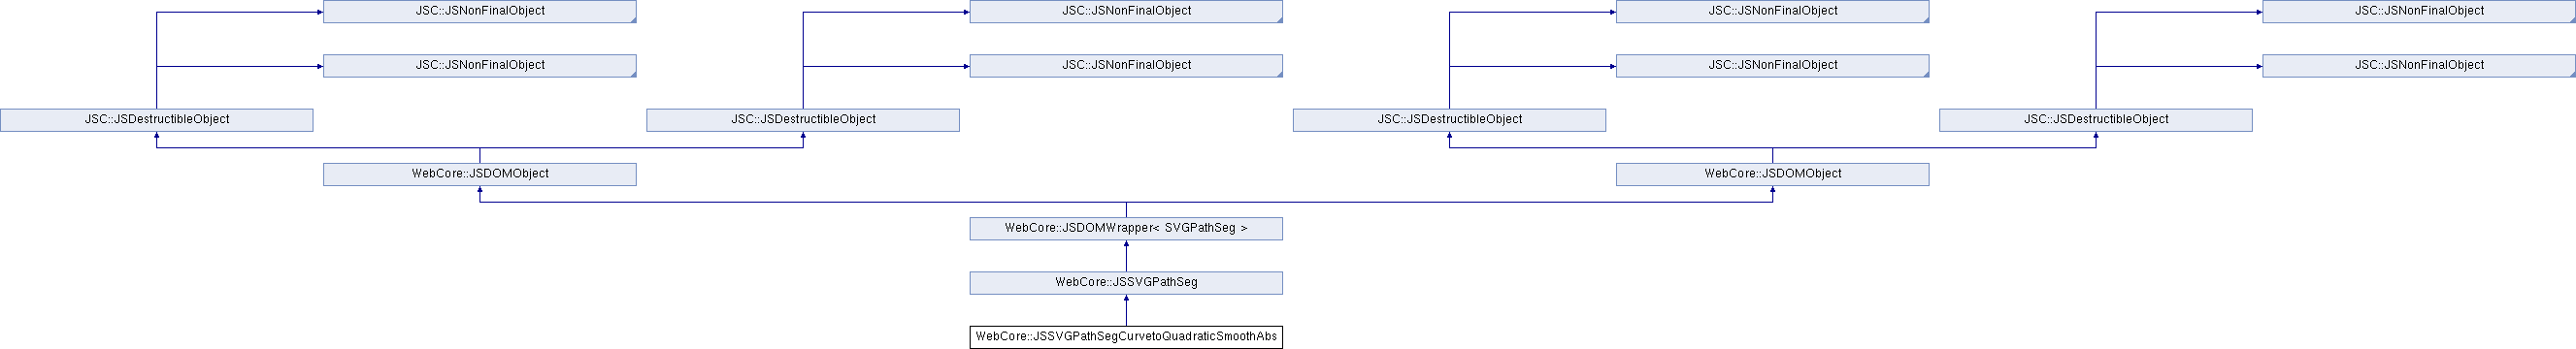 JSC::JSNonFinalObject
JSC::JSNonFinalObject
JSC::JSNonFinalObject
JSC::JSNonFinalObject
JSC::JSNonFinalObject
JSC::JSNonFinalObject
JSC::JSNonFinalObject
JSC::JSNonFinalObject
JSC::JSDestructibleObject
JSC::JSDestructibleObject
JSC::JSDestructibleObject
JSC::JSDestructibleObject
WebCore::JSDOMObject
WebCore::JSDOMObject
WebCore::JSDOMWrapper< SVGPathSeg >
WebCore::JSSVGPathSeg
WebCore::JSSVGPathSegCurvetoQuadraticSmoothAbs